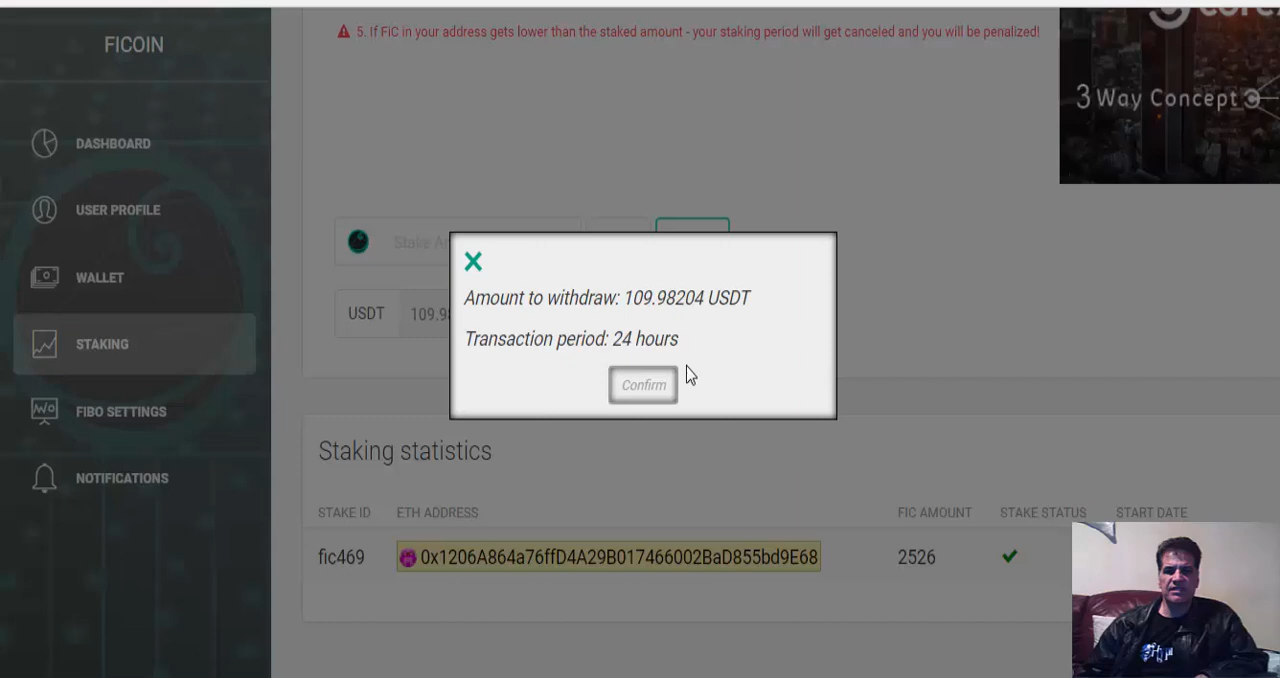 FICOIN
DASHBOARD
USER PROFILE
WALLET
STAKING
FIBO SETTINGS
NOTIFICATIONS
5. If FiC in your address gets lower than the staked amount - your staking period will get canceled and you will be penalized!
3 Way Concept
Stake
USDT 109.98
Amount to withdraw: 109.98204 USDT
Transaction period: 24 hours
Confirm
Staking statistics
STAKE ID ETH ADDRESS FIC AMOUNT STAKE STATUS START DATE
fic469 0x1206A864a76ffD4A29B017466002BaD855bd9E68 2526